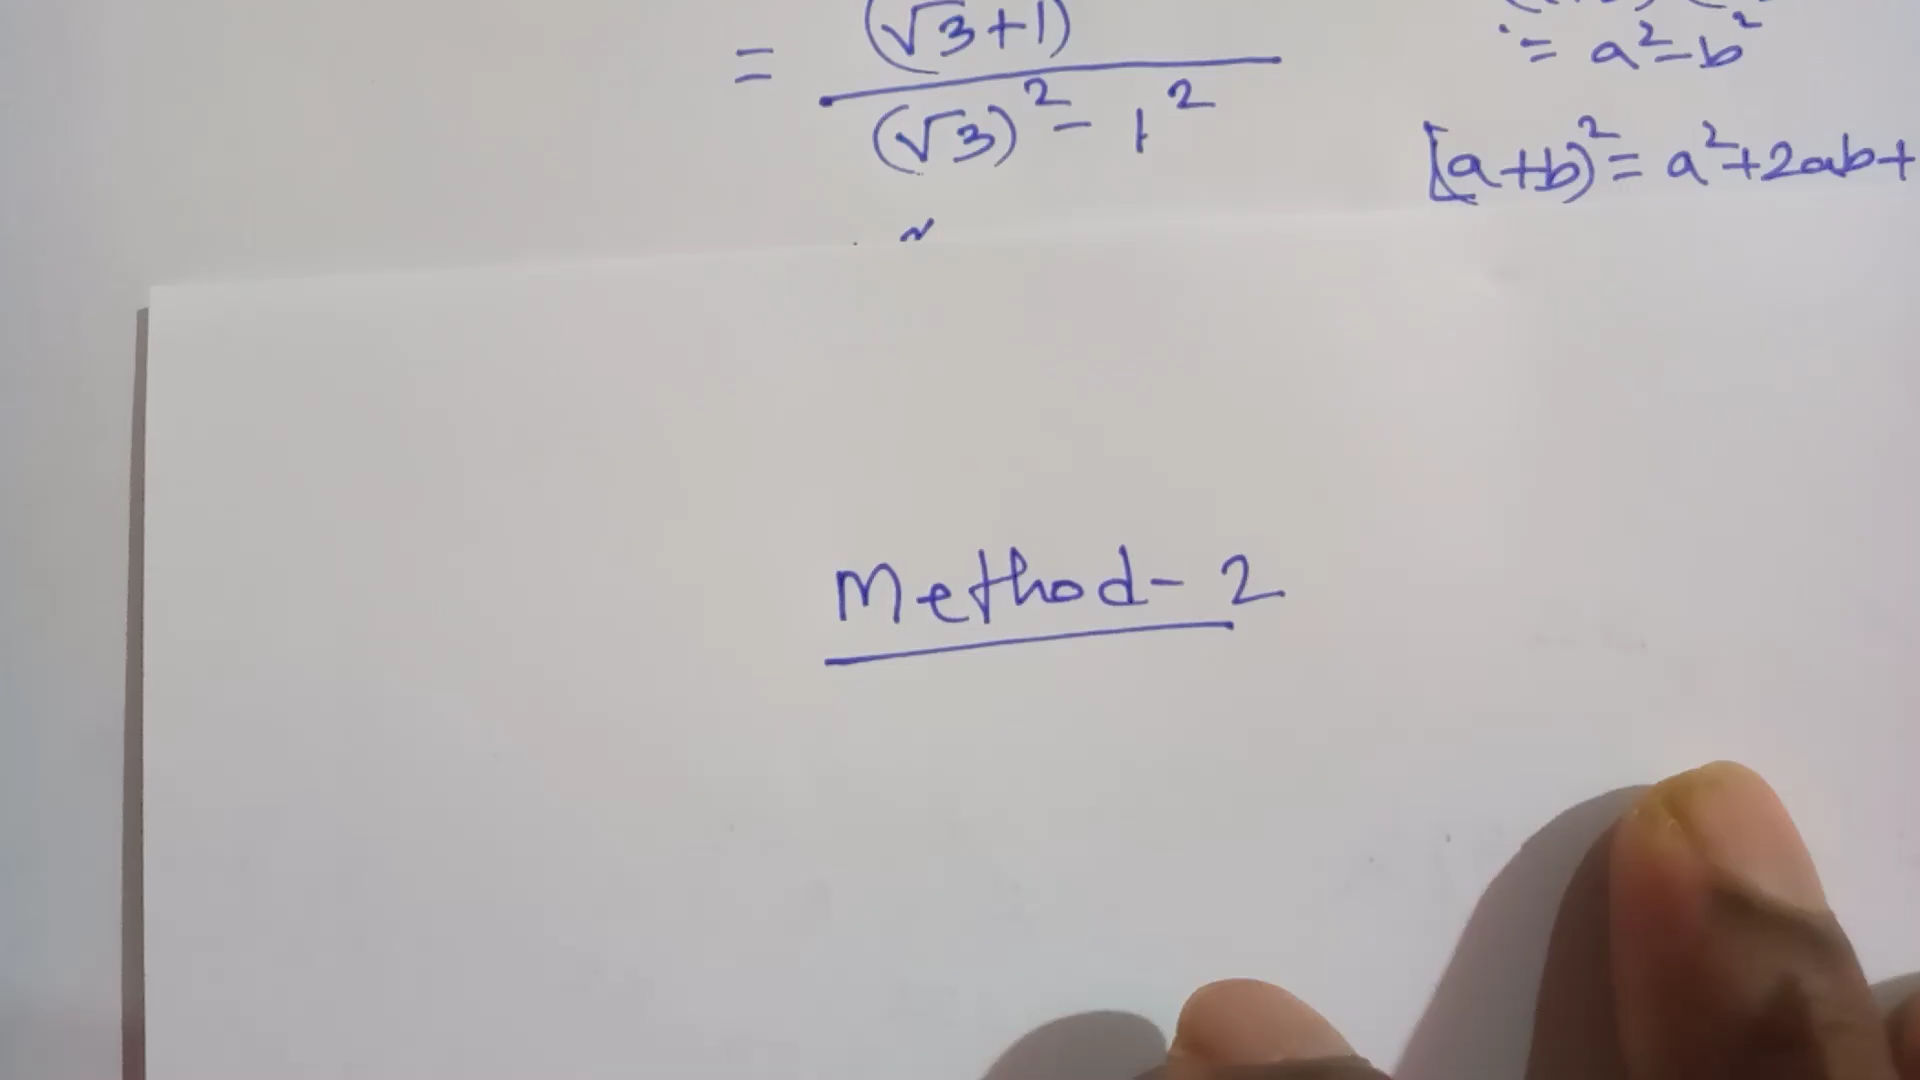 = (√3+1) / (√3)² - 1²
∴ = a² - b²
[(a+b)² = a² + 2ab +
Method - 2